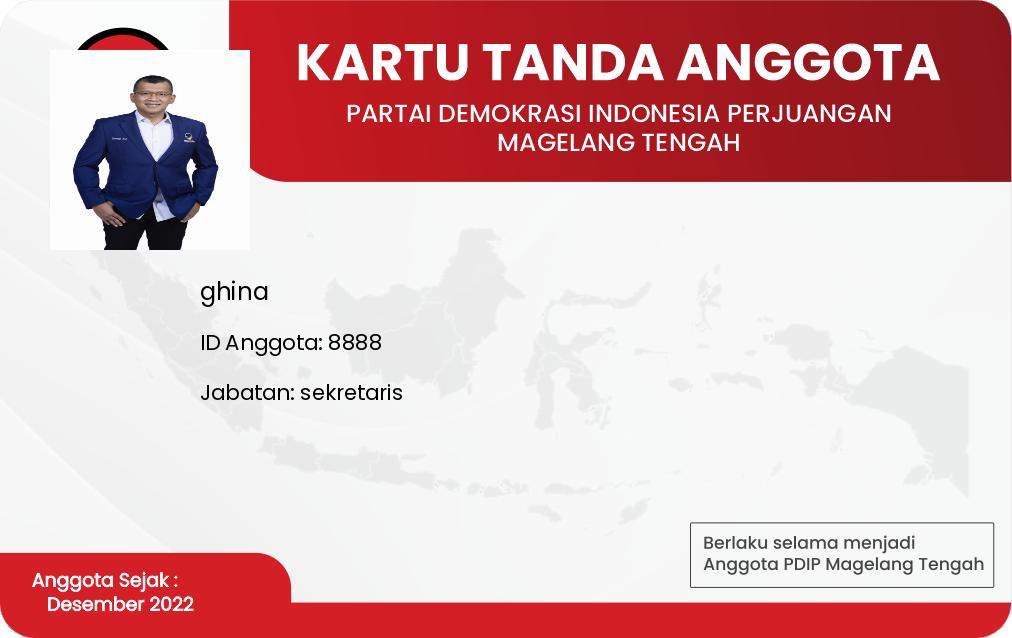 KARTU TANDA ANGGOTA
PARTAI DEMOKRASI INDONESIA PERJUANGAN
MAGELANG TENGAH
ghina
ID Anggota: 8888
Jabatan: sekretaris
Berlaku selama menjadi
Anggota PDIP Magelang Tengah
Anggota Sejak :
Desember 2022